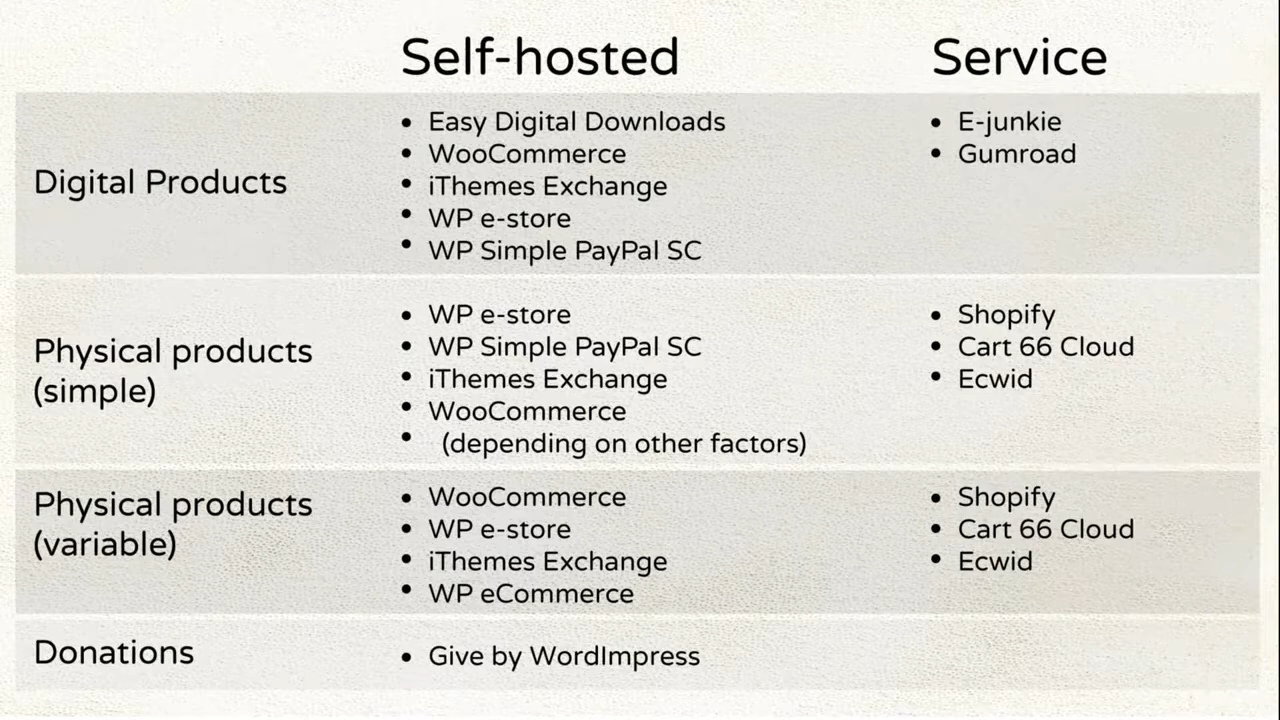 Self-hosted
Service
Digital Products
• Easy Digital Downloads
• WooCommerce
• iThemes Exchange
• WP e-store
• WP Simple PayPal SC
• E-junkie
• Gumroad
Physical products
(simple)
• WP e-store
• WP Simple PayPal SC
• iThemes Exchange
• WooCommerce
• (depending on other factors)
• Shopify
• Cart 66 Cloud
• Ecwid
Physical products
(variable)
• WooCommerce
• WP e-store
• iThemes Exchange
• WP eCommerce
• Shopify
• Cart 66 Cloud
• Ecwid
Donations
• Give by WordImpress